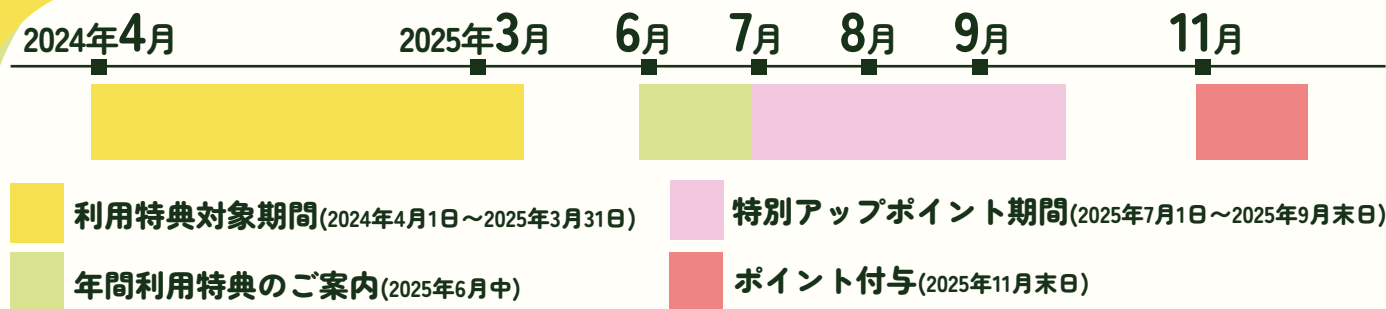 2024年4月 2025年3月 6月 7月 8月 9月 11月
利用特典対象期間(2024年4月1日～2025年3月31日)
特別アップポイント期間(2025年7月1日～2025年9月末日)
年間利用特典のご案内(2025年6月中)
ポイント付与(2025年11月末日)